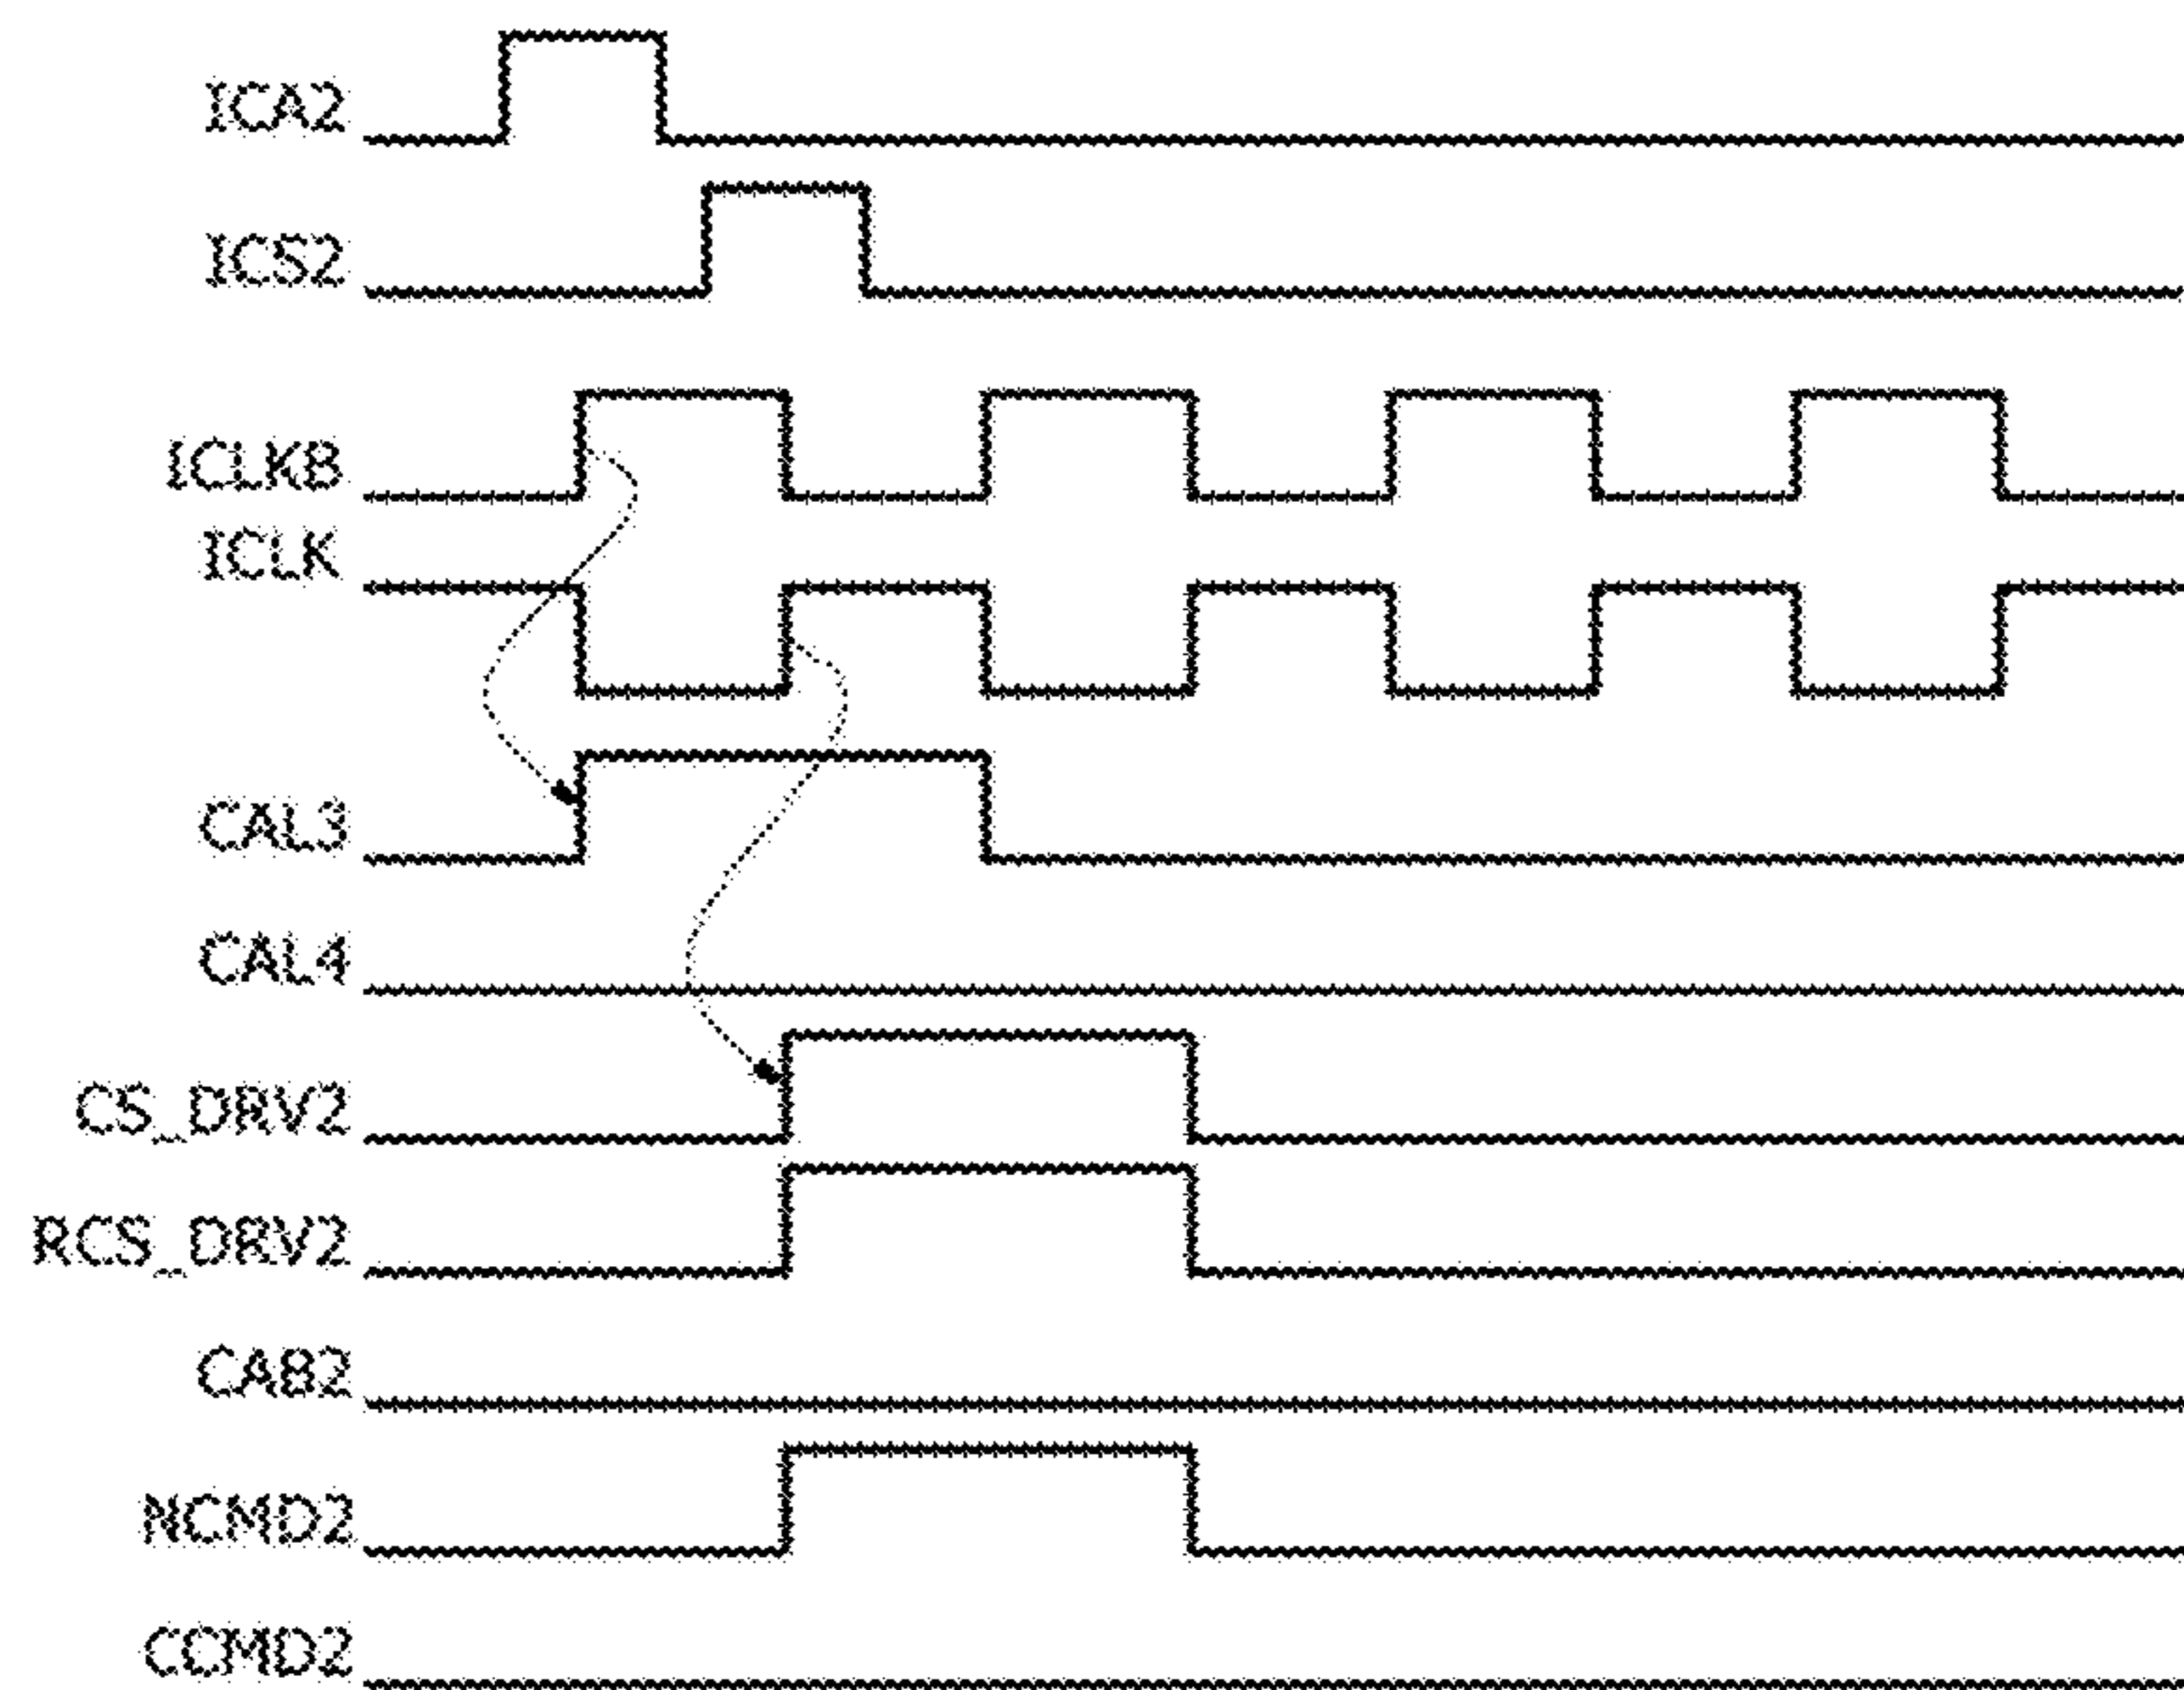 ICA2
ICS2
ICLKB
ICLK
CAL3
CAL4
CS_DRV2
RCS_DRV2
CAB2
NCMD2
CCMD2